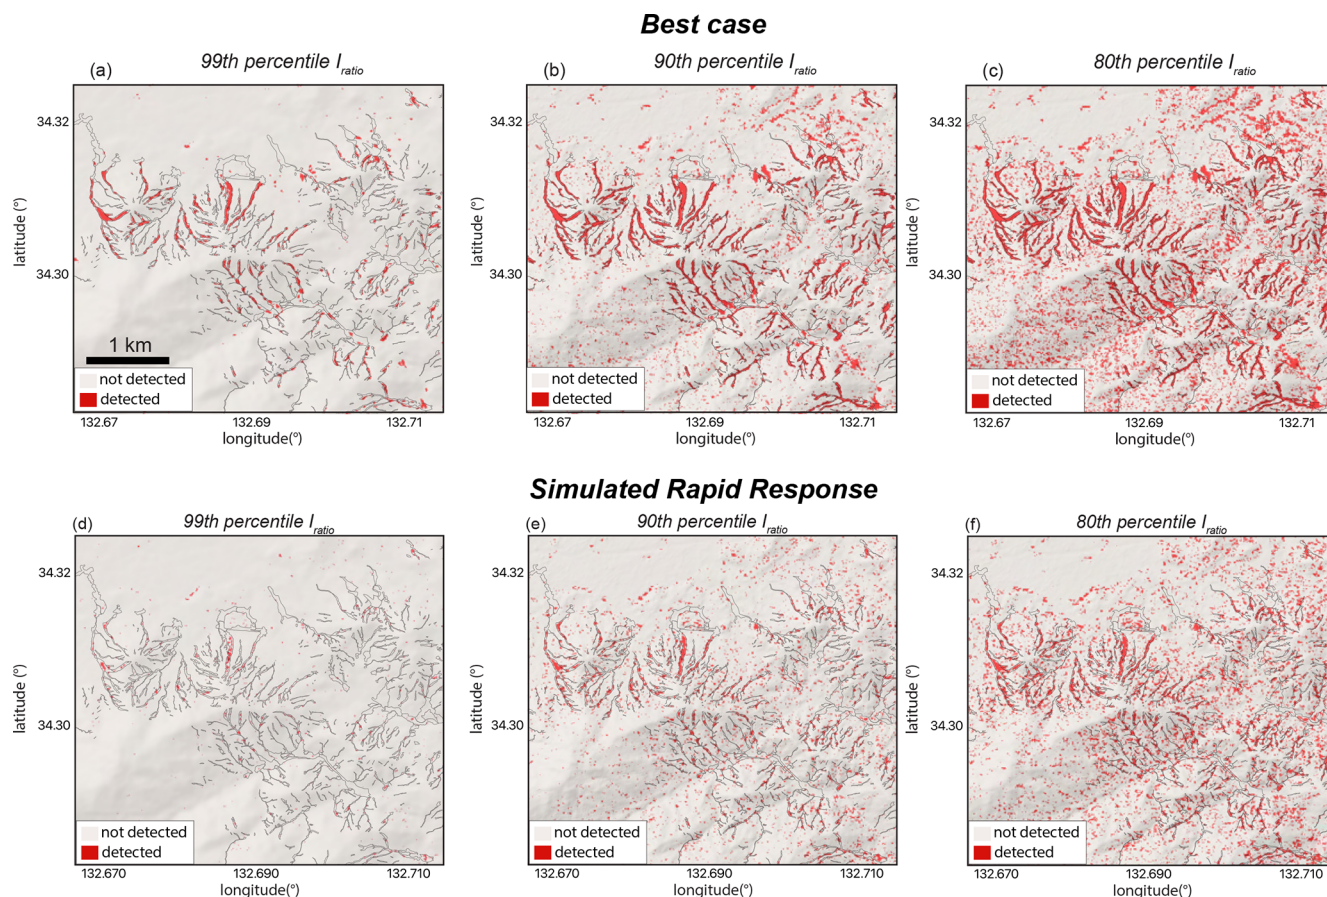 Best case
(a) 99th percentile I_ratio
(b) 90th percentile I_ratio
(c) 80th percentile I_ratio
34.32
34.30
latitude (°)
1 km
not detected
detected
132.67 132.69 132.71
longitude(°)
34.32
34.30
latitude (°)
not detected
detected
132.67 132.69 132.71
longitude(°)
34.32
34.30
latitude (°)
not detected
detected
132.67 132.69 132.71
longitude(°)
Simulated Rapid Response
(d) 99th percentile I_ratio
(e) 90th percentile I_ratio
(f) 80th percentile I_ratio
34.32
34.30
latitude (°)
not detected
detected
132.670 132.690 132.710
longitude(°)
34.32
34.30
latitude (°)
not detected
detected
132.670 132.690 132.710
longitude(°)
34.32
34.30
latitude (°)
not detected
detected
132.670 132.690 132.710
longitude(°)